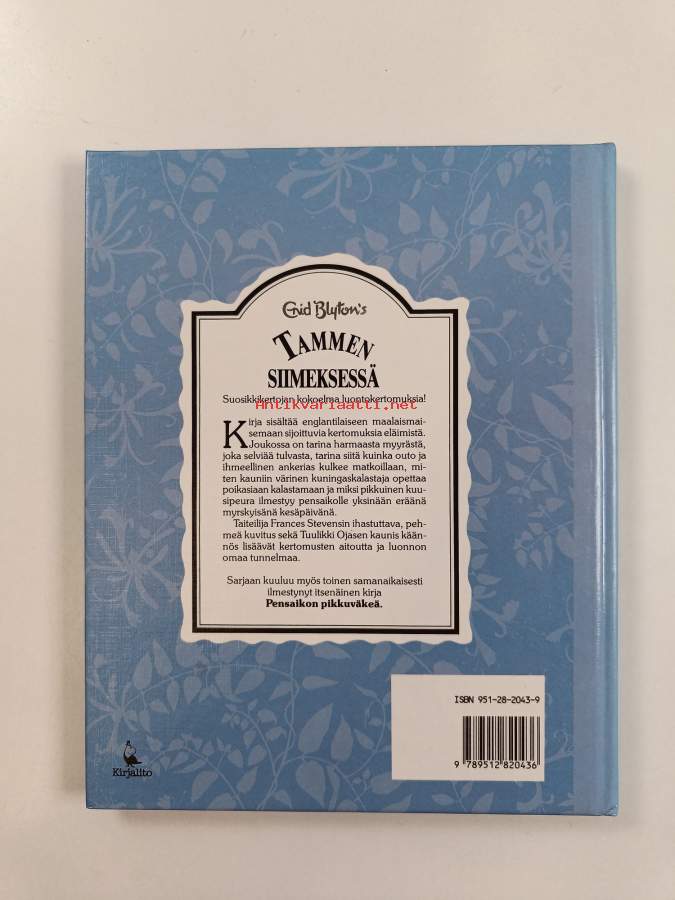 Enid Blyton's
TAMMEN
SIIMEKSESSÄ
Suosikkikertojan kokoelma luontokertomuksia!
Antikvariaatti.net
Kirja sisältää englantilaiseen maalaismai-
semaan sijoittuvia kertomuksia eläimistä.
Joukossa on tarina harmaasta myyrästä,
joka selviää tulvasta, tarina siitä kuinka outo ja
ihmeellinen ankerias kulkee matkoillaan, mi-
ten kauniin värinen kuningaskalastaja opettaa
poikasiaan kalastamaan ja miksi pikkuinen kuu-
sipeura ilmestyy pensaikolle yksinään eräänä
myrskyisänä kesäpäivänä.
Taiteilija Frances Stevensin ihastuttava, peh-
meä kuvitus sekä Tuulikki Ojasen kaunis kään-
nös lisäävät kertomusten aitoutta ja luonnon
omaa tunnelmaa.
Sarjaan kuuluu myös toinen samanaikaisesti
ilmestynyt itsenäinen kirja
Pensaikon pikkuväkeä.
ISBN 951-28-2043-9
9 789512 820436
Kirjalito